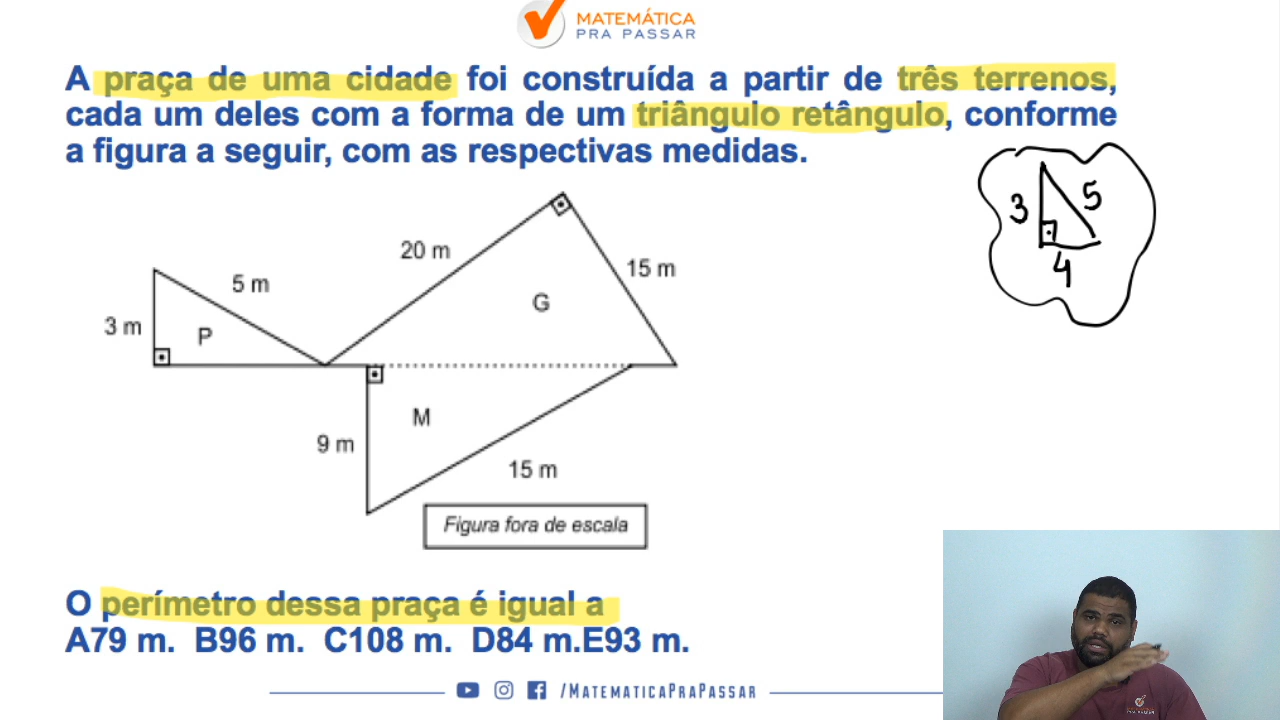 MATEMÁTICA
PRA PASSAR
A praça de uma cidade foi construída a partir de três terrenos,
cada um deles com a forma de um triângulo retângulo, conforme
a figura a seguir, com as respectivas medidas.
3
5
4
20 m
15 m
5 m
G
3 m
P
M
9 m
15 m
Figura fora de escala
O perímetro dessa praça é igual a
A79 m. B96 m. C108 m. D84 m.E93 m.
/MATEMATICAPRAPASSAR
PRA PASSAR